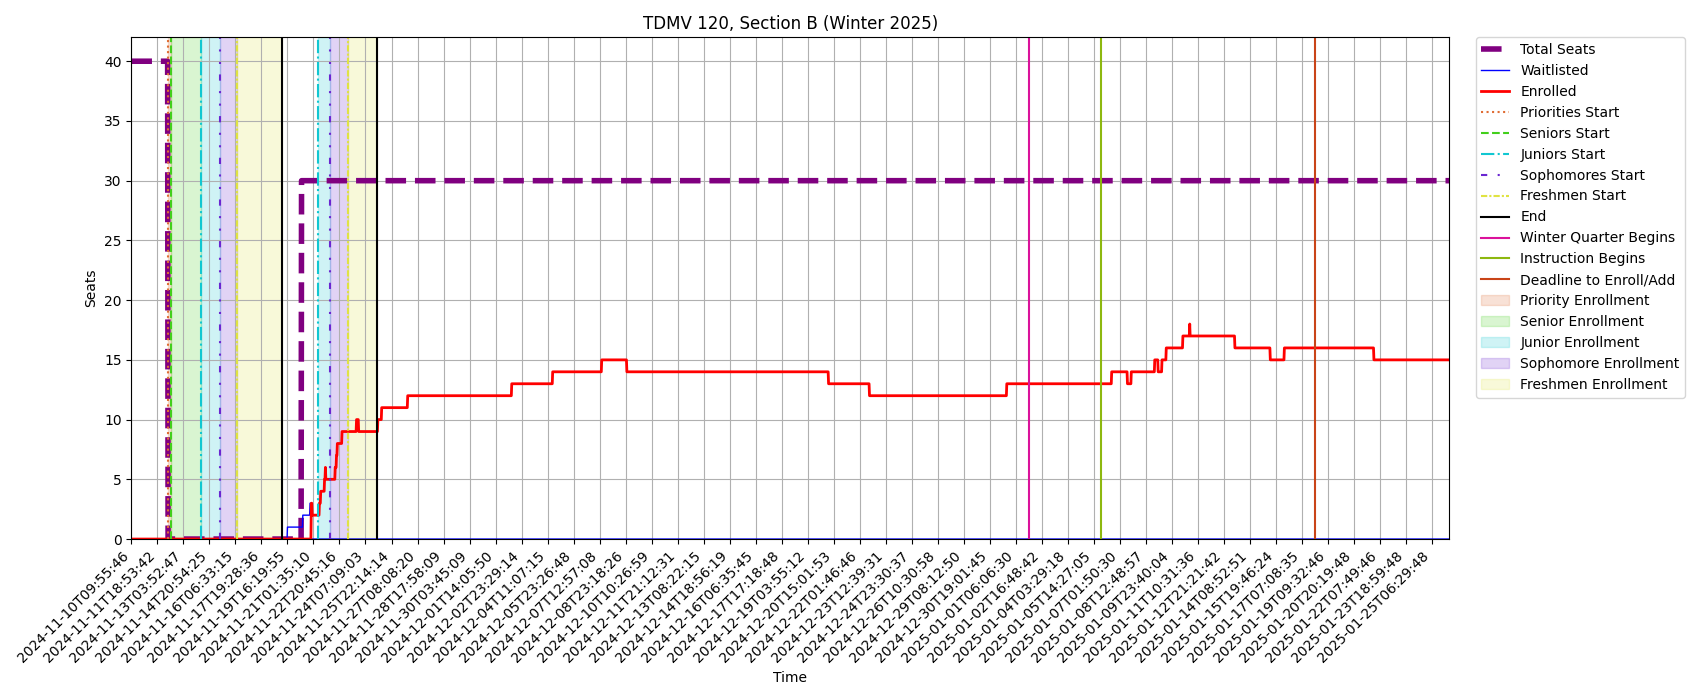 TDMV 120, Section B (Winter 2025)
Seats
40
35
30
25
20
15
10
5
0
2024-11-10T09:55:46
2024-11-11T18:53:42
2024-11-13T03:52:47
2024-11-14T20:54:25
2024-11-16T06:33:15
2024-11-17T19:28:36
2024-11-19T16:19:55
2024-11-21T01:35:10
2024-11-22T20:45:16
2024-11-24T07:09:03
2024-11-25T22:14:14
2024-11-27T08:08:20
2024-11-28T17:58:09
2024-11-30T03:45:09
2024-12-01T14:05:50
2024-12-02T23:29:14
2024-12-04T11:07:15
2024-12-05T23:26:48
2024-12-07T12:57:08
2024-12-08T23:18:26
2024-12-10T10:26:59
2024-12-11T21:12:31
2024-12-13T08:22:15
2024-12-14T18:56:19
2024-12-16T06:35:45
2024-12-17T17:18:48
2024-12-19T03:55:12
2024-12-20T15:01:53
2024-12-22T01:46:46
2024-12-23T12:39:31
2024-12-24T23:30:37
2024-12-26T10:30:58
2024-12-29T08:12:50
2024-12-30T19:01:45
2025-01-01T06:06:30
2025-01-02T16:48:42
2025-01-04T03:29:18
2025-01-05T14:27:05
2025-01-07T01:50:30
2025-01-08T12:48:57
2025-01-09T23:40:04
2025-01-11T10:31:36
2025-01-12T21:21:42
2025-01-14T08:52:51
2025-01-15T19:46:24
2025-01-17T07:08:35
2025-01-19T09:32:46
2025-01-20T20:19:48
2025-01-22T07:49:46
2025-01-23T18:59:48
2025-01-25T06:29:48
Time
Total Seats
Waitlisted
Enrolled
Priorities Start
Seniors Start
Juniors Start
Sophomores Start
Freshmen Start
End
Winter Quarter Begins
Instruction Begins
Deadline to Enroll/Add
Priority Enrollment
Senior Enrollment
Junior Enrollment
Sophomore Enrollment
Freshmen Enrollment